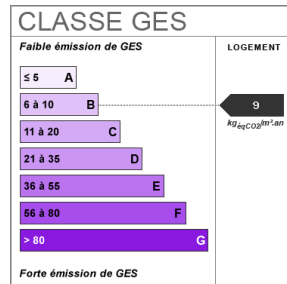 CLASSE GES
Faible émission de GES
LOGEMENT
≤ 5 A
6 à 10 B
9
kgéqCO2/m².an
11 à 20 C
21 à 35 D
36 à 55 E
56 à 80 F
> 80 G
Forte émission de GES